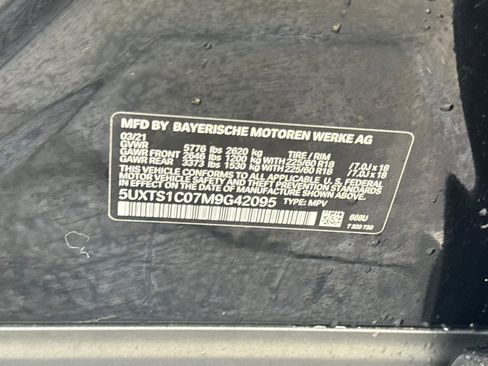 MFD BY BAYERISCHE MOTOREN WERKE AG
03/21 TIRE / RIM
GVWR 5776 lbs 2620 kg
GAWR FRONT 2646 lbs 1200 kg WITH 225/60 R18 /7.0J x 18
GAWR REAR 3373 lbs 1530 kg WITH 225/60 R18 /7.0J x 18
THIS VEHICLE CONFORMS TO ALL APPLICABLE U.S. FEDERAL
MOTOR VEHICLE SAFETY AND THEFT PREVENTION STANDARDS
IN EFFECT ON THE DATE OF MANUFACTURE SHOWN ABOVE.
5UXTS1C07M9G42095 TYPE: MPV
668U
7 320 730